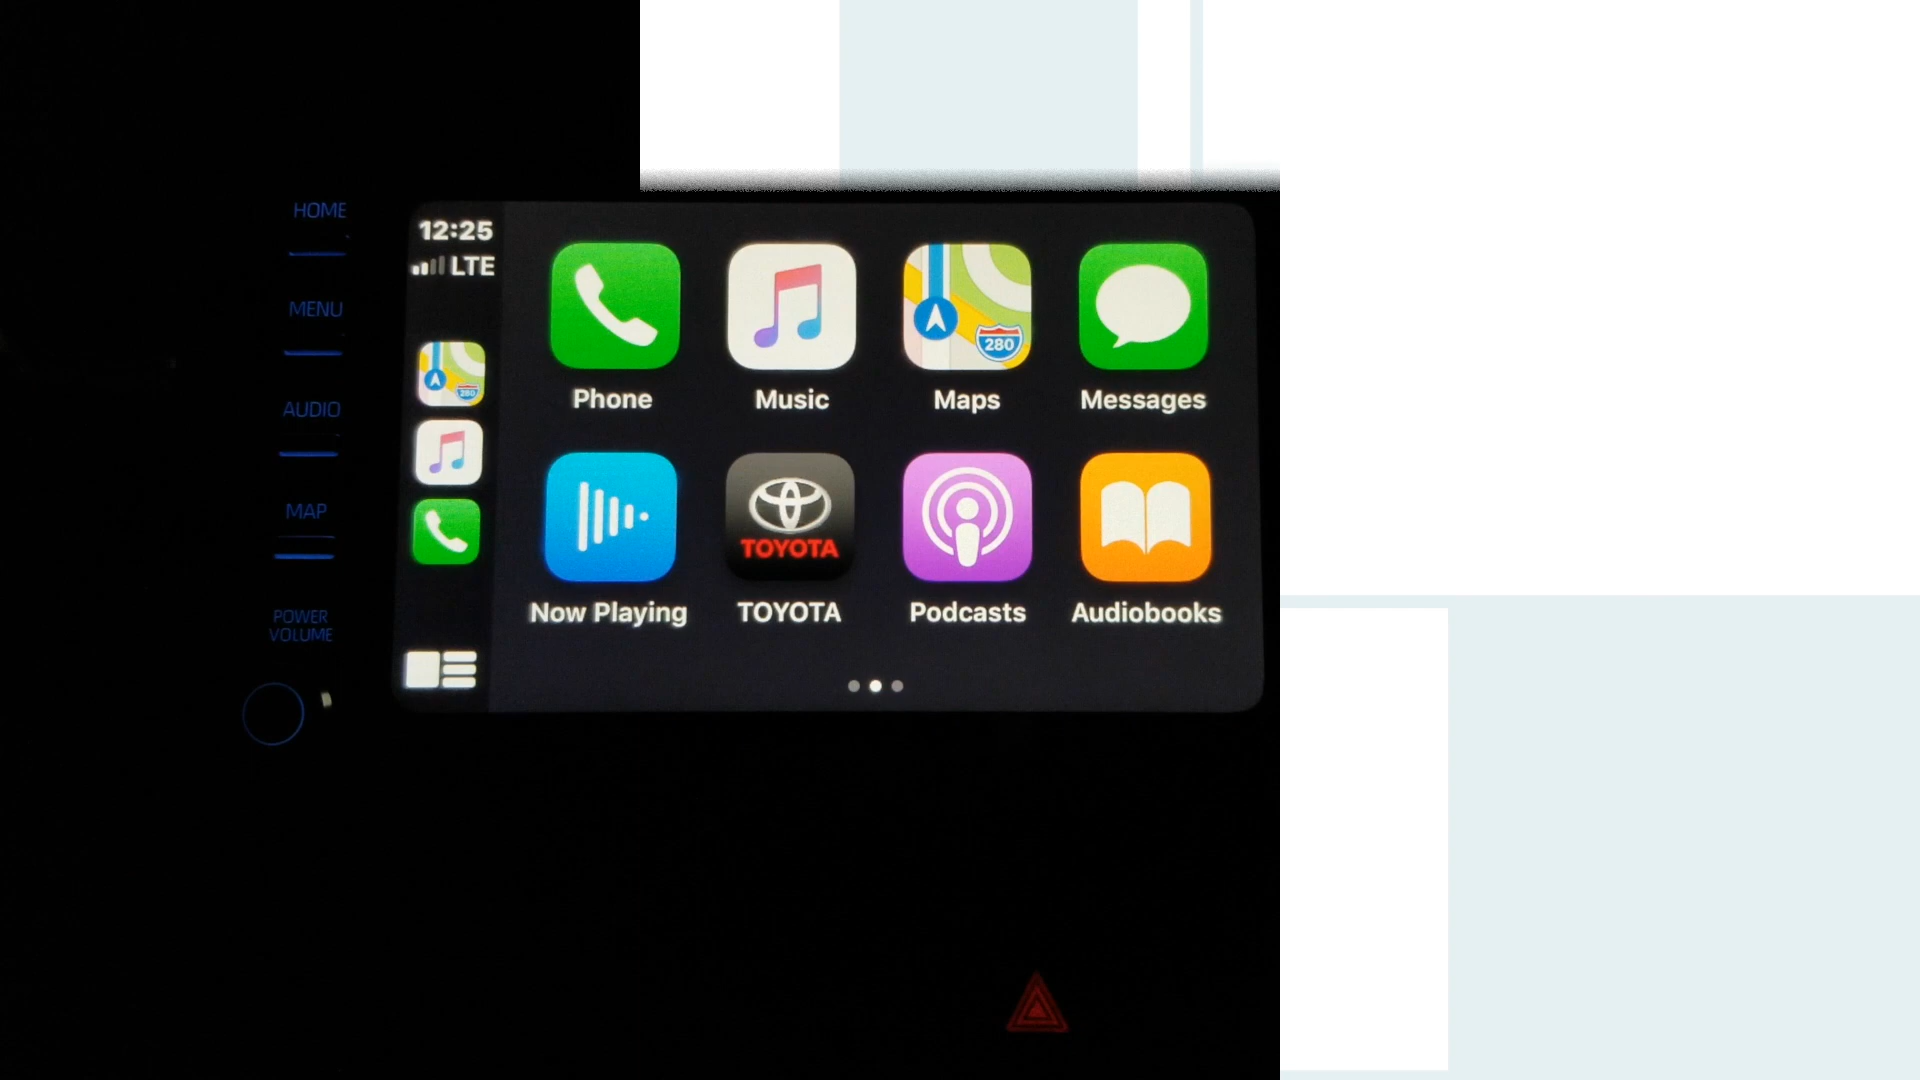 HOME
MENU
AUDIO
MAP
POWER
VOLUME
12:25
LTE
280
280
Phone
Music
Maps
Messages
TOYOTA
Now Playing
TOYOTA
Podcasts
Audiobooks